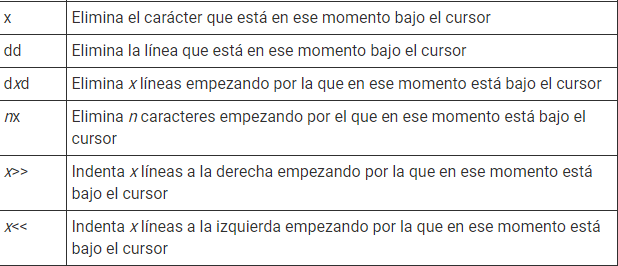 x Elimina el carácter que está en ese momento bajo el cursor
dd Elimina la línea que está en ese momento bajo el cursor
dxd Elimina x líneas empezando por la que en ese momento está bajo el cursor
nx Elimina n caracteres empezando por el que en ese momento está bajo el
cursor
x>> Indenta x líneas a la derecha empezando por la que en ese momento está
bajo el cursor
x<< Indenta x líneas a la izquierda empezando por la que en ese momento está
bajo el cursor